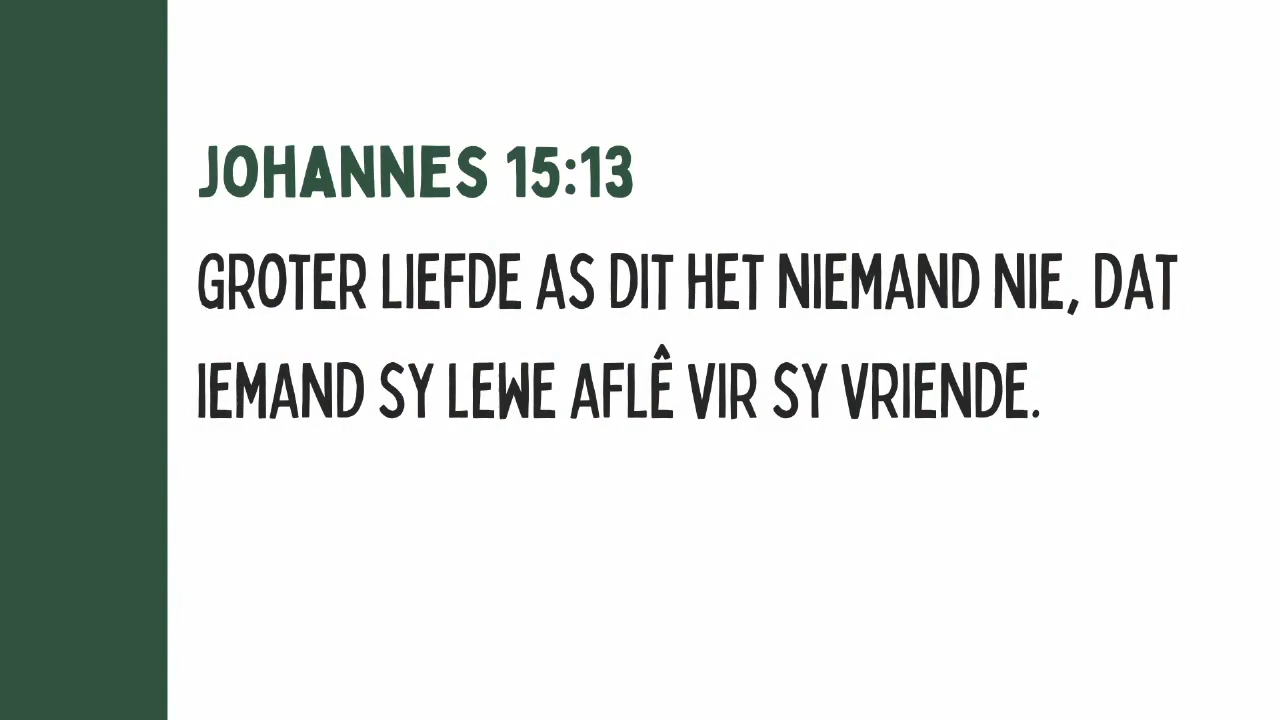 JOHANNES 15:13
GROTER LIEFDE AS DIT HET NIEMAND NIE, DAT
IEMAND SY LEWE AFLÊ VIR SY VRIENDE.